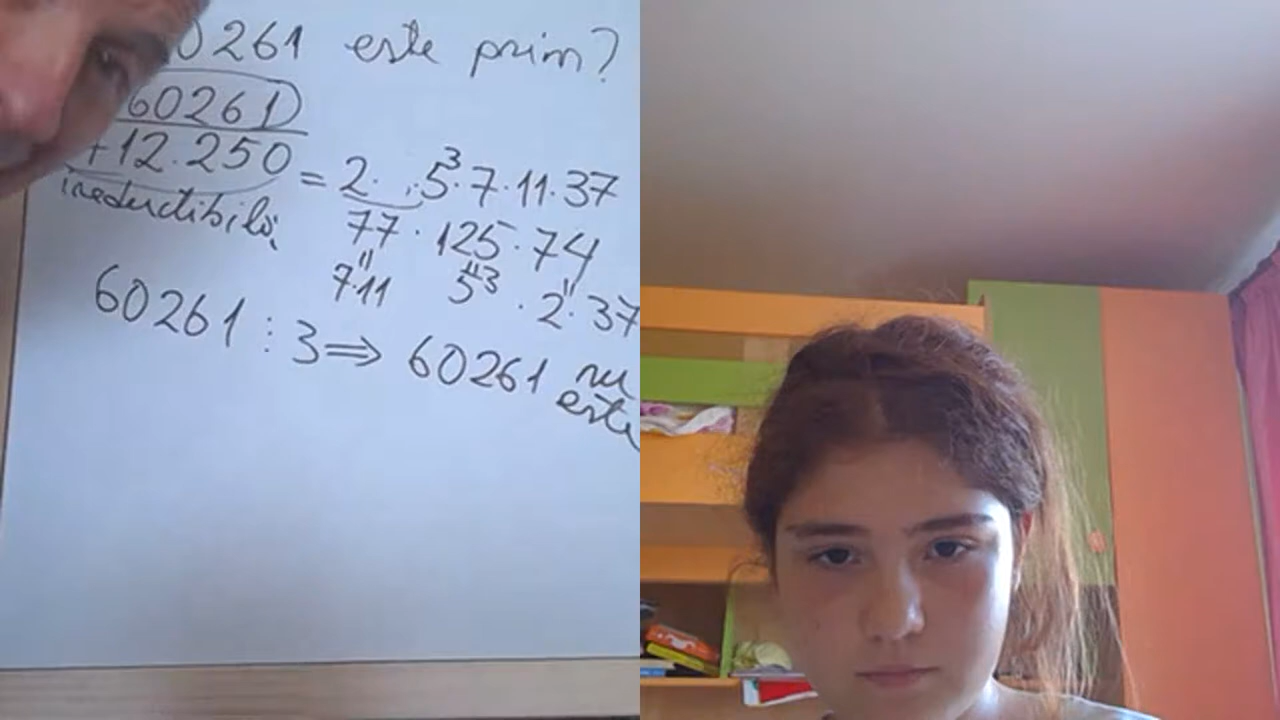 0261 este prim?
60261
712.250 = 2 . 5³.7.11.37
ireductibilă
77 . 125 . 74
7.11 5³ . 2.37
60261 ⋮ 3 ⇒ 60261 nu
este